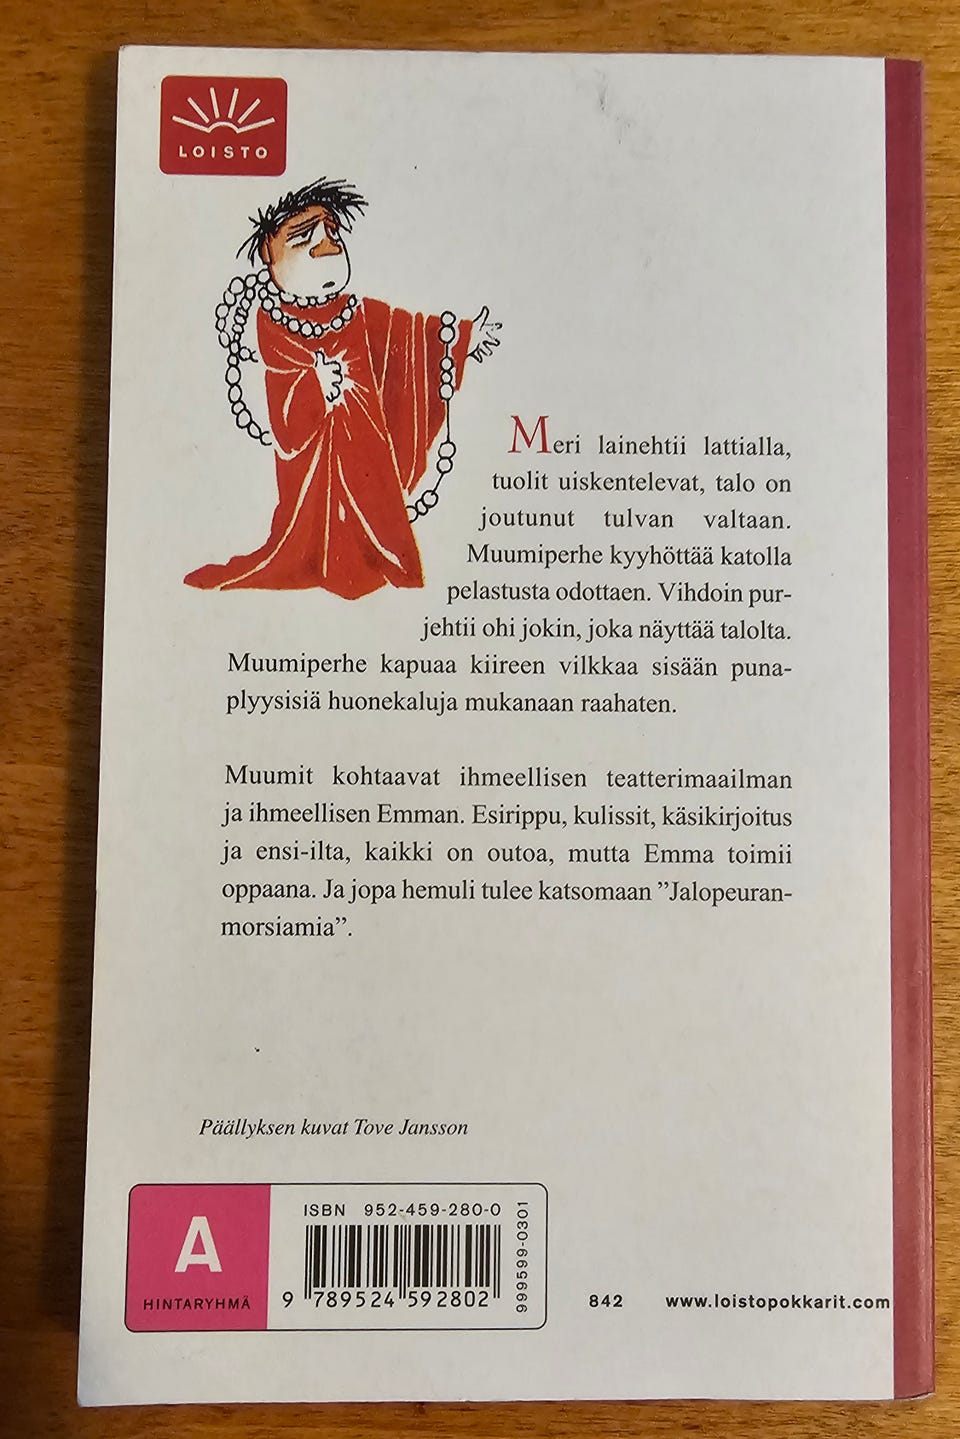 LOISTO
Meri lainehtii lattialla,
tuolit uiskentelevat, talo on
joutunut tulvan valtaan.
Muumiperhe kyyhöttää katolla
pelastusta odottaen. Vihdoin pur-
jehtii ohi jokin, joka näyttää talolta.
Muumiperhe kapuaa kiireen vilkkaa sisään puna-
plyysisiä huonekaluja mukanaan raahaten.
Muumit kohtaavat ihmeellisen teatterimaailman
ja ihmeellisen Emman. Esirippu, kulissit, käsikirjoitus
ja ensi-ilta, kaikki on outoa, mutta Emma toimii
oppaana. Ja jopa hemuli tulee katsomaan ”Jalopeuran-
morsiamia”.
Päällyksen kuvat Tove Jansson
A
HINTARYHMÄ
ISBN 952-459-280-0
9 789524 592802
999599-0301
842 www.loistopokkarit.com